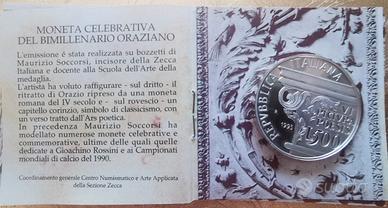 MONETA CELEBRATIVA
DEL BIMILLENARIO ORAZIANO
L'emissione é stata realizzata su bozzetti di
Maurizio Soccorsi, incisore della Zecca
Italiana e docente alla Scuola dell'Arte della
medaglia.
L'artista ha voluto raffigurare - sul dritto - il
ritratto di Orazio ripreso da una moneta
romana del IV secolo e - sul rovescio - un
capitello corinzio, simbolo di classicismo, con
un verso tratto dall'Ars poetica.
In precedenza Maurizio Soccorsi ha
modellato numerose monete celebrative e
commemorative, ultime delle quali quelle
dedicate a Gioachino Rossini e ai Campionati
mondiali di calcio del 1990.
Coordinamento generale Centro Numismatico e Arte Applicata
della Sezione Zecca
REPUBBLICA ITALIANA
1993
L.500
subito